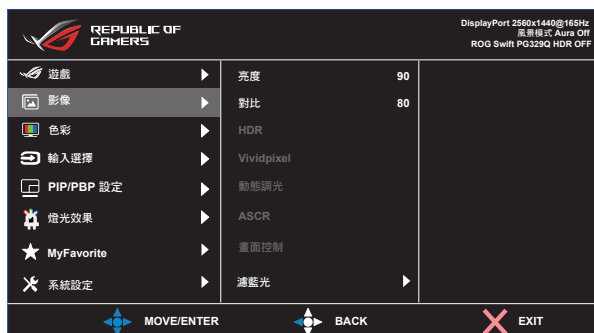 REPUBLIC OF
GAMERS
DisplayPort 2560x1440@165Hz
風景模式 Aura Off
ROG Swift PG329Q HDR OFF
遊戲
影像
色彩
輸入選擇
PIP/PBP 設定
燈光效果
MyFavorite
系統設定
亮度 90
對比 80
HDR
Vividpixel
動態調光
ASCR
畫面控制
濾藍光
MOVE/ENTER
BACK
EXIT